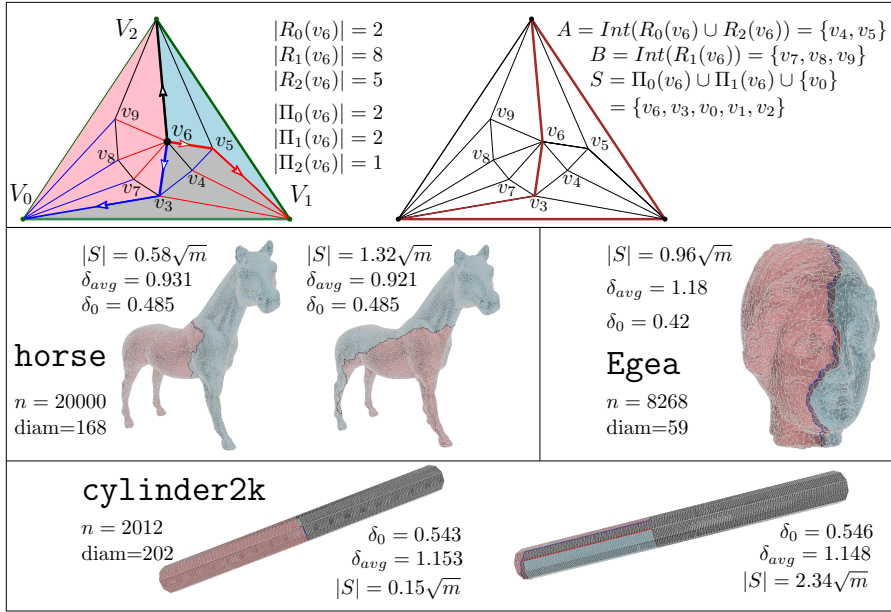 V₂
|R₀(v₆)| = 2
|R₁(v₆)| = 8
|R₂(v₆)| = 5
|Π₀(v₆)| = 2
|Π₁(v₆)| = 2
|Π₂(v₆)| = 1
v₉
v₆
v₅
v₈
v₄
v₇
v₃
V₀
V₁
A = Int(R₀(v₆) ∪ R₂(v₆)) = {v₄, v₅}
B = Int(R₁(v₆)) = {v₇, v₈, v₉}
S = Π₀(v₆) ∪ Π₁(v₆) ∪ {v₀}
= {v₆, v₃, v₀, v₁, v₂}
v₉
v₆
v₅
v₈
v₄
v₇
v₃
|S| = 0.58√m
δavg = 0.931
δ₀ = 0.485
|S| = 1.32√m
δavg = 0.921
δ₀ = 0.485
horse
n = 20000
diam=168
|S| = 0.96√m
δavg = 1.18
δ₀ = 0.42
Egea
n = 8268
diam=59
cylinder2k
n = 2012
diam=202
δ₀ = 0.543
δavg = 1.153
|S| = 0.15√m
δ₀ = 0.546
δavg = 1.148
|S| = 2.34√m